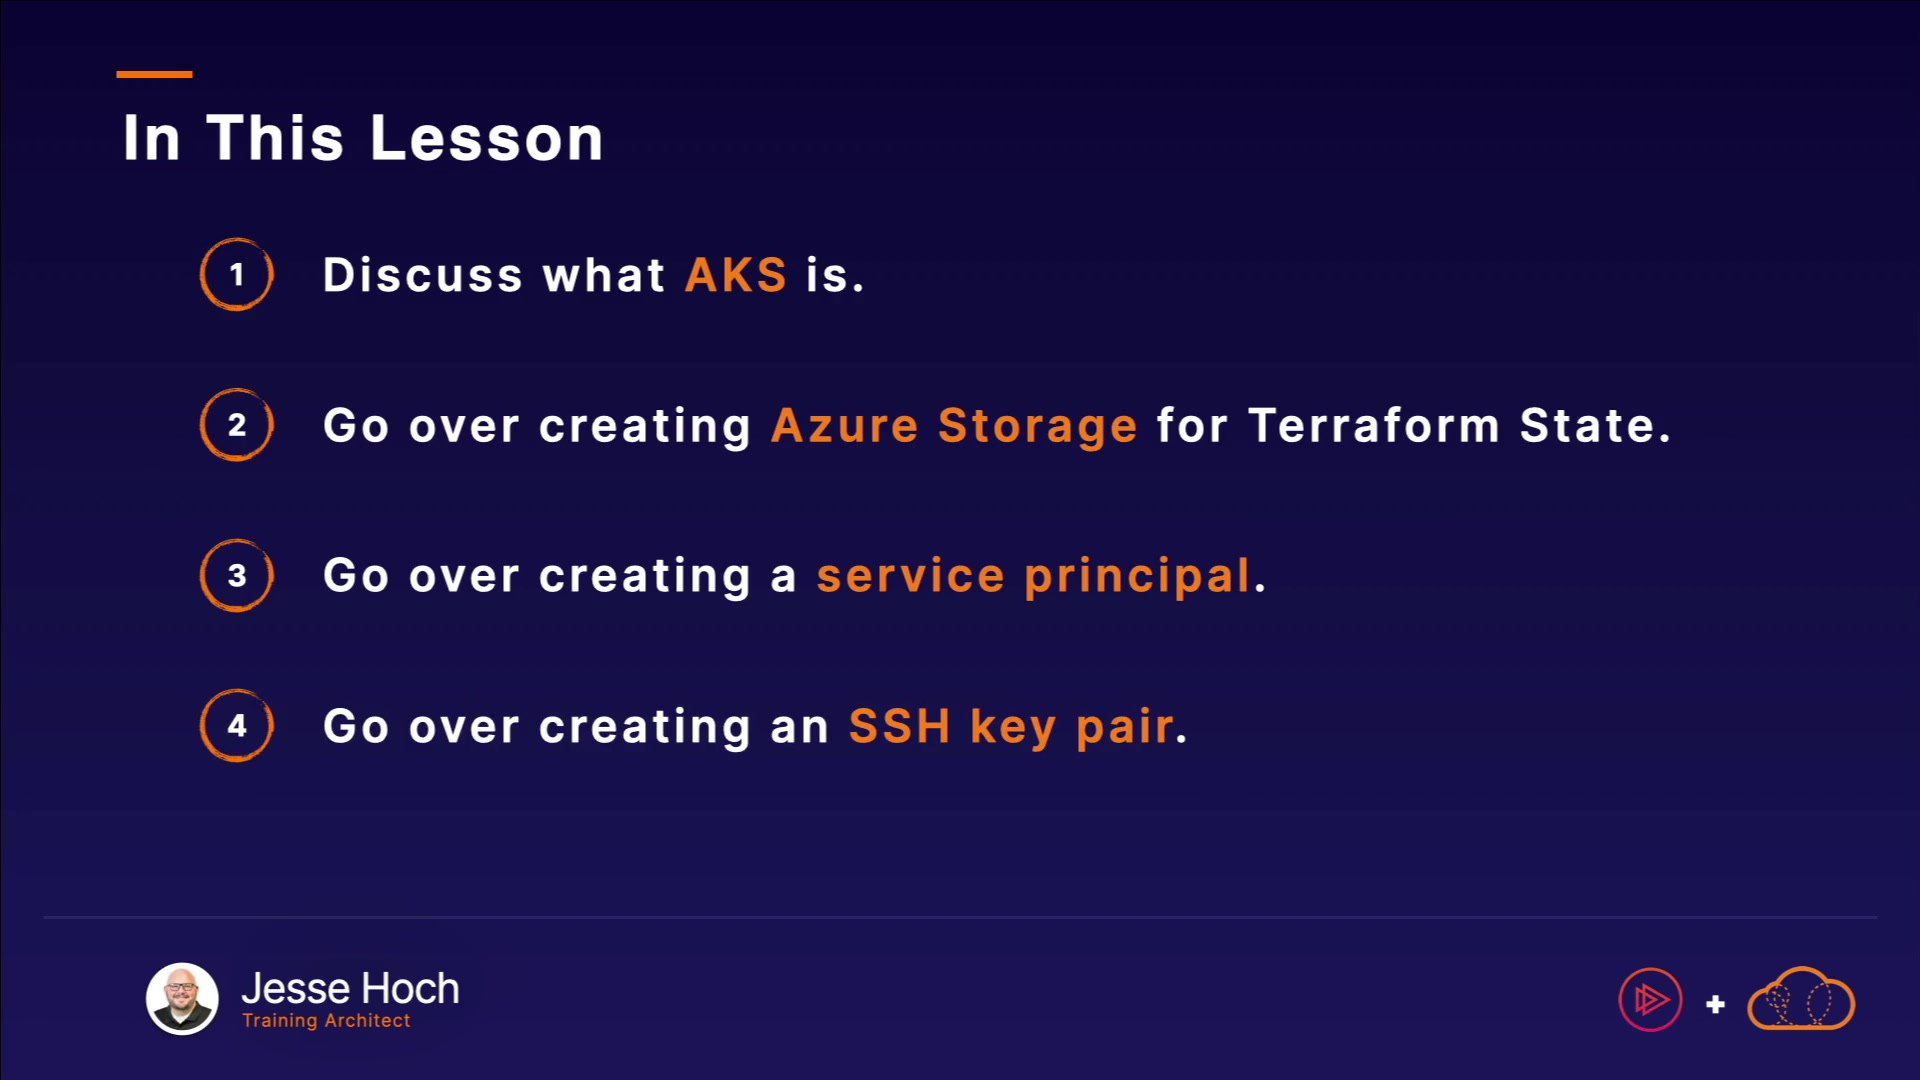 In This Lesson
1 Discuss what AKS is.
2 Go over creating Azure Storage for Terraform State.
3 Go over creating a service principal.
4 Go over creating an SSH key pair.
Jesse Hoch
Training Architect
+